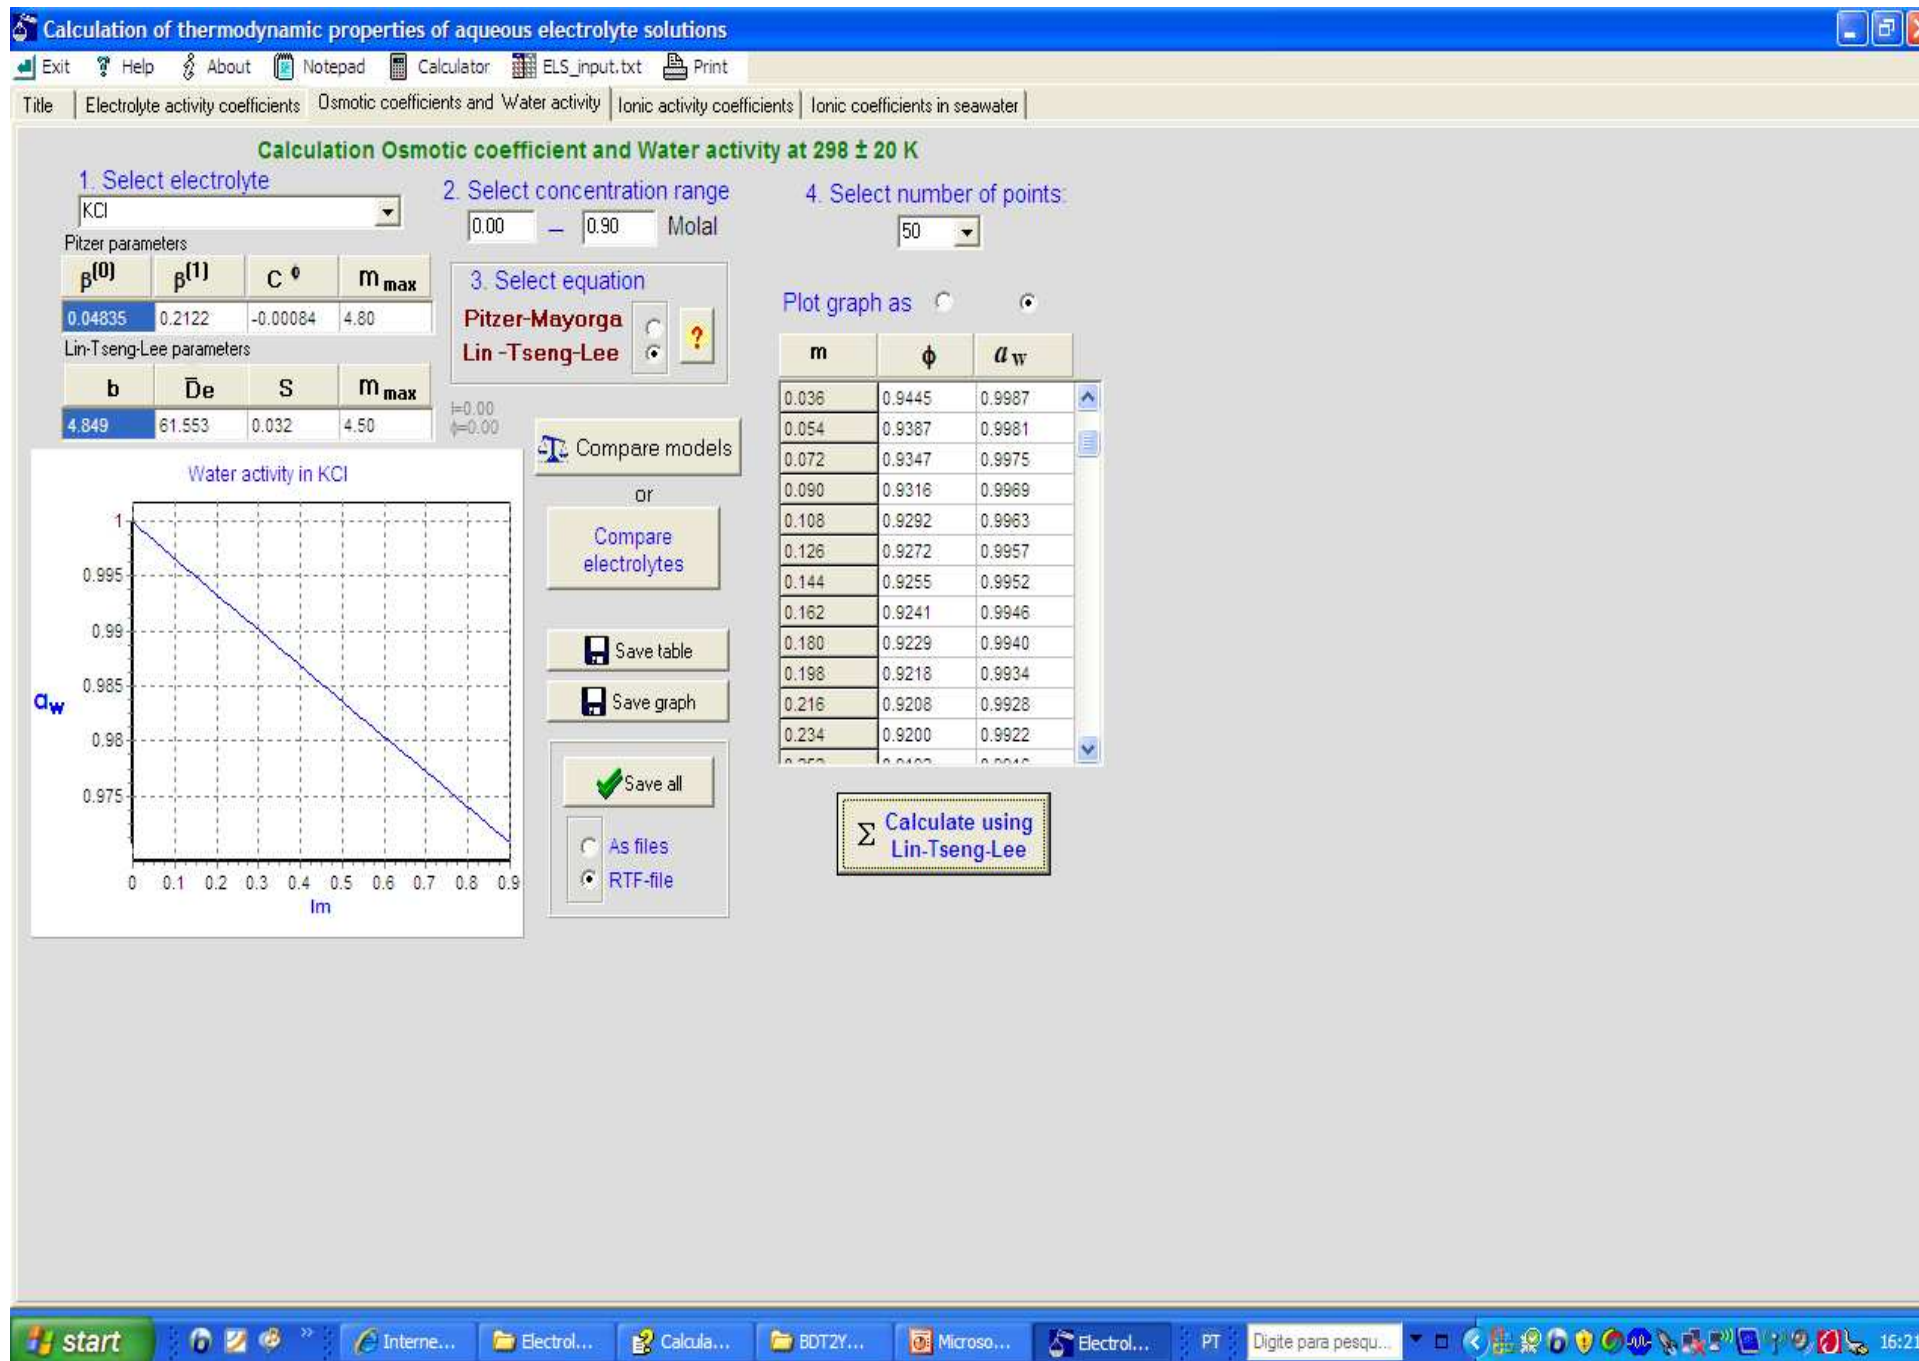 Calculation of thermodynamic properties of aqueous electrolyte solutions
Exit Help About Notepad Calculator ELS_input.txt Print
Title Electrolyte activity coefficients Osmotic coefficients and Water activity Ionic activity coefficients Ionic coefficients in seawater
Calculation Osmotic coefficient and Water activity at 298 ± 20 K
1. Select electrolyte
KCl
Pitzer parameters
β(0) β(1) C ϕ m max
0.04835 0.2122 -0.00084 4.80
Lin-Tseng-Lee parameters
b D̅e S m max
4.849 61.553 0.032 4.50
2. Select concentration range
0.00 – 0.90 Molal
3. Select equation
Pitzer-Mayorga
Lin -Tseng-Lee
?
I=0.00
ϕ=0.00
4. Select number of points:
50
Plot graph as
m ϕ a w
0.036 0.9445 0.9987
0.054 0.9387 0.9981
0.072 0.9347 0.9975
0.090 0.9316 0.9969
0.108 0.9292 0.9963
0.126 0.9272 0.9957
0.144 0.9255 0.9952
0.162 0.9241 0.9946
0.180 0.9229 0.9940
0.198 0.9218 0.9934
0.216 0.9208 0.9928
0.234 0.9200 0.9922
Σ Calculate using
Lin-Tseng-Lee
Compare models
or
Compare
electrolytes
Save table
Save graph
Save all
As files
RTF-file
Water activity in KCl
1
0.995
0.99
0.985
aw
0.98
0.975
0 0.1 0.2 0.3 0.4 0.5 0.6 0.7 0.8 0.9
Im
start Interne... Electrol... Calcula... BDT2Y... Microso... Electrol... PT Digite para pesqu... 16:21